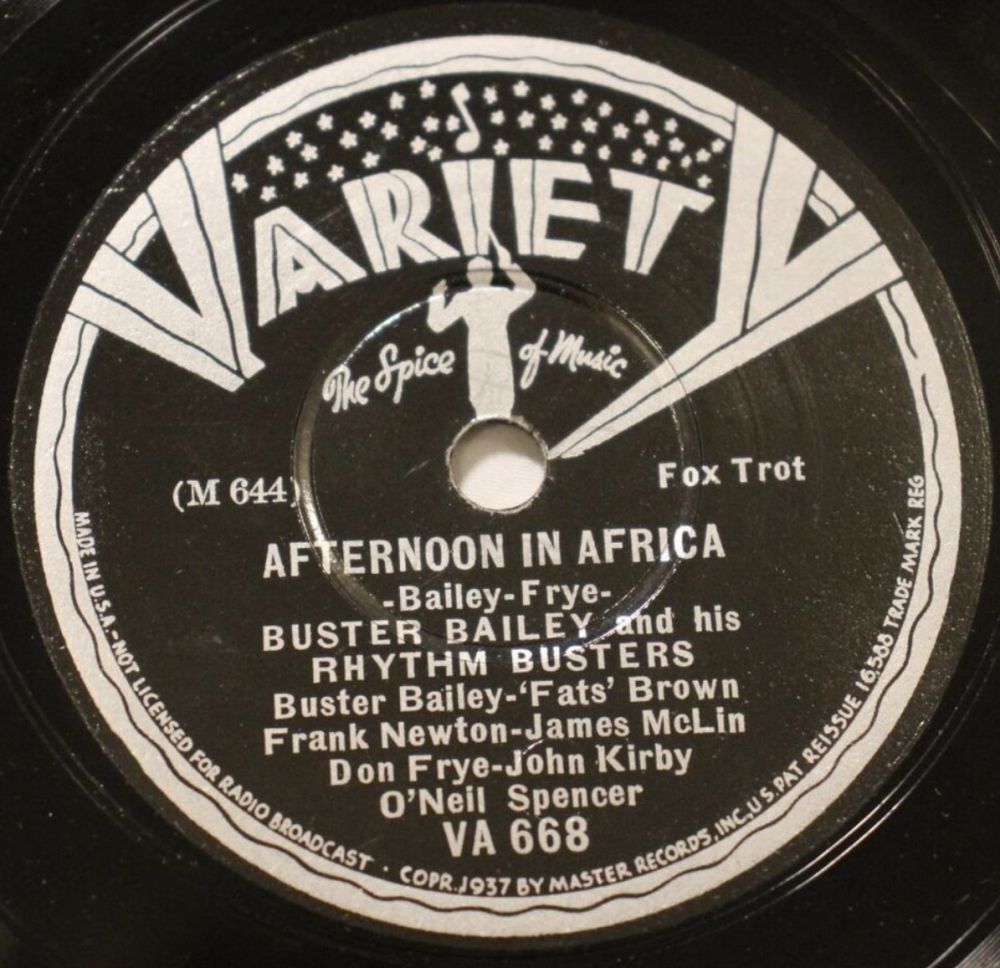 VARIETY
The Spice of Music
(M 644)
Fox Trot
AFTERNOON IN AFRICA
-Bailey-Frye-
BUSTER BAILEY and his
RHYTHM BUSTERS
Buster Bailey-‘Fats’ Brown
Frank Newton-James McLin
Don Frye-John Kirby
O’Neil Spencer
VA 668
MADE IN U.S.A.-NOT LICENSED FOR RADIO BROADCAST · COPR. 1937 BY MASTER RECORDS, INC, U S. PAT REISSUE 16,588 TRADE MARK REG